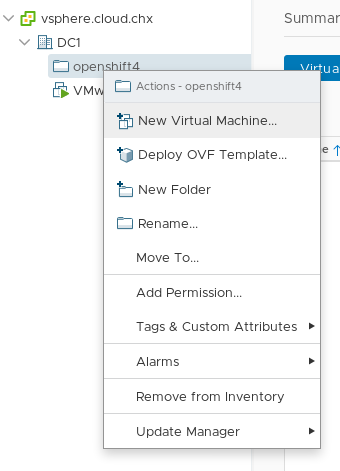 vsphere.cloud.chx
Summar
DC1
openshift4
Virtua
VMw
Actions - openshift4
New Virtual Machine...
Deploy OVF Template...
New Folder
Rename...
Move To...
Add Permission...
Tags & Custom Attributes
Alarms
Remove from Inventory
Update Manager